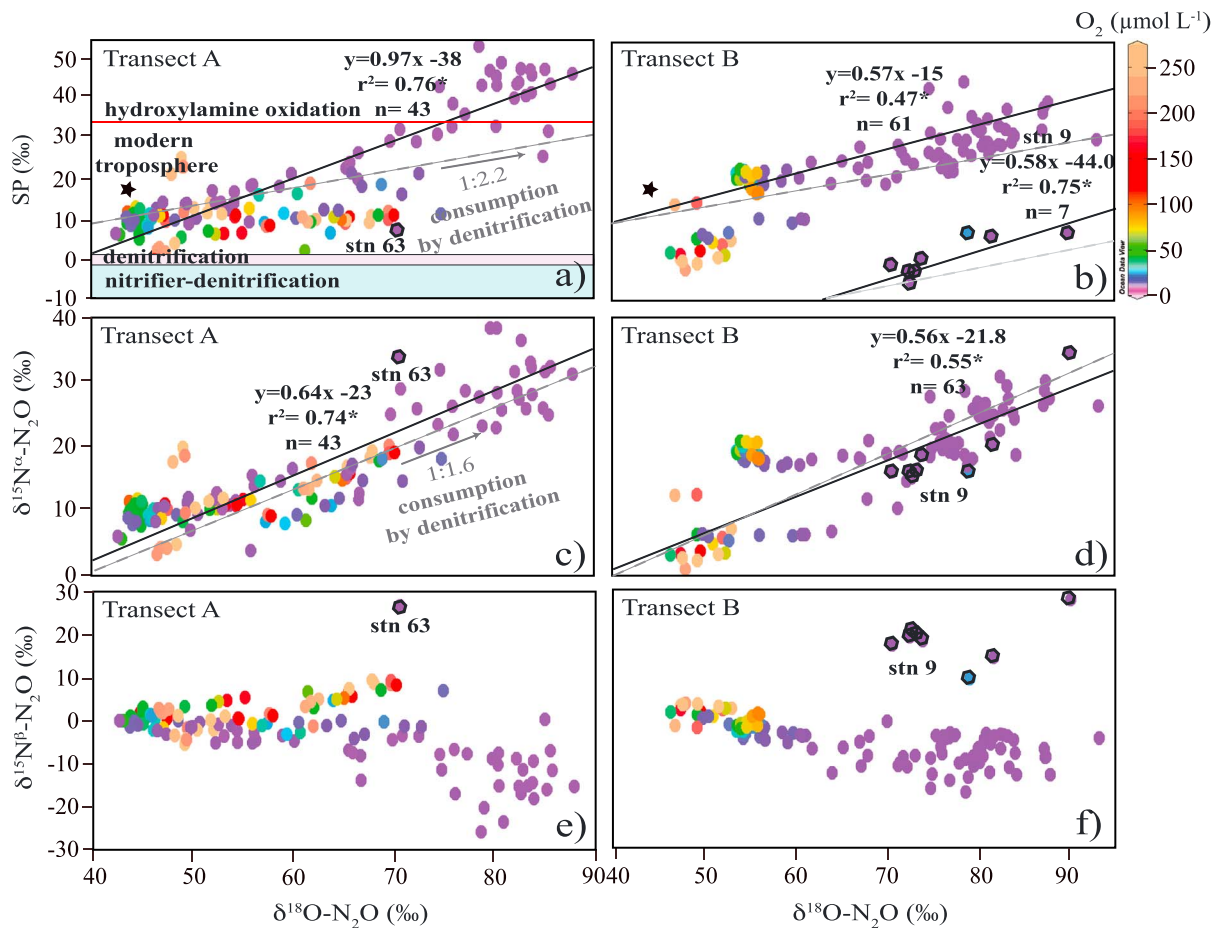 O₂ (µmol L⁻¹)
250
200
150
100
50
0
Ocean Data View
Transect A
y=0.97x -38
r²= 0.76*
n= 43
hydroxylamine oxidation
modern
troposphere
1:2.2
consumption
by denitrification
stn 63
denitrification
nitrifier-denitrification
a)
SP (‰)
50
40
30
20
10
0
-10
Transect B
y=0.57x -15
r²= 0.47*
n= 61
stn 9
y=0.58x -44.0
r²= 0.75*
n= 7
b)
Transect A
stn 63
y=0.64x -23
r²= 0.74*
n= 43
1:1.6
consumption
by denitrification
c)
δ¹⁵Nᵅ-N₂O (‰)
40
30
20
10
0
Transect B
y=0.56x -21.8
r²= 0.55*
n= 63
stn 9
d)
Transect A
stn 63
e)
δ¹⁵Nᵝ-N₂O (‰)
30
20
10
0
-10
-20
-30
Transect B
stn 9
f)
40 50 60 70 80 90
40 50 60 70 80 90
δ¹⁸O-N₂O (‰)
δ¹⁸O-N₂O (‰)